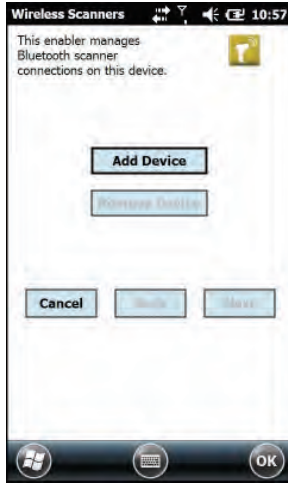 Wireless Scanners 10:57
This enabler manages
Bluetooth scanner
connections on this device.
Add Device
Remove Device
Cancel Back Next
OK